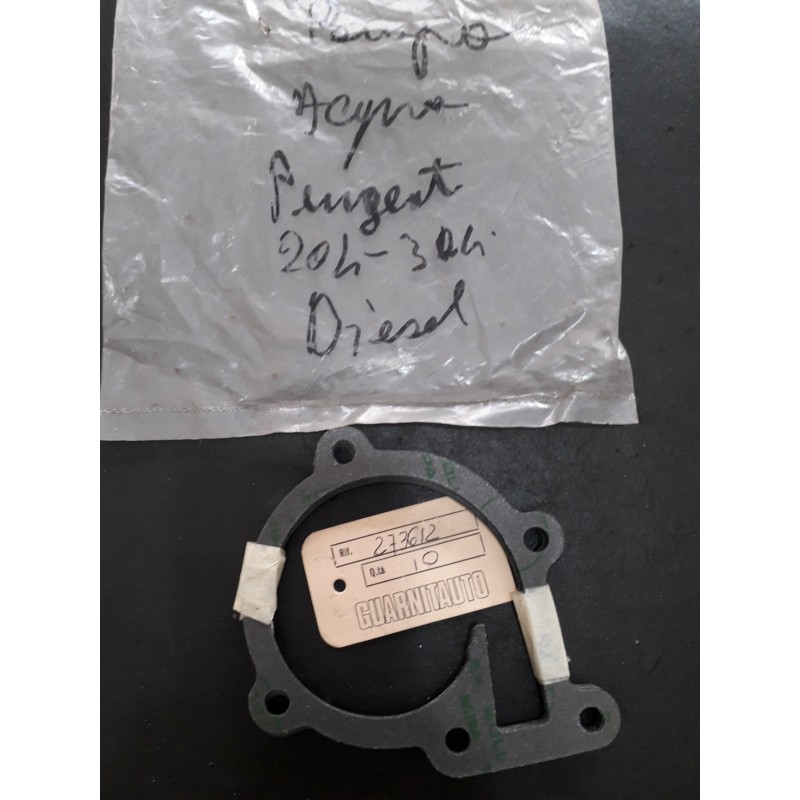 Pompa
Acqua
Peugeot
204-304
Diesel
Rif. 273612
Q.tà 10
GUARNITAUTO